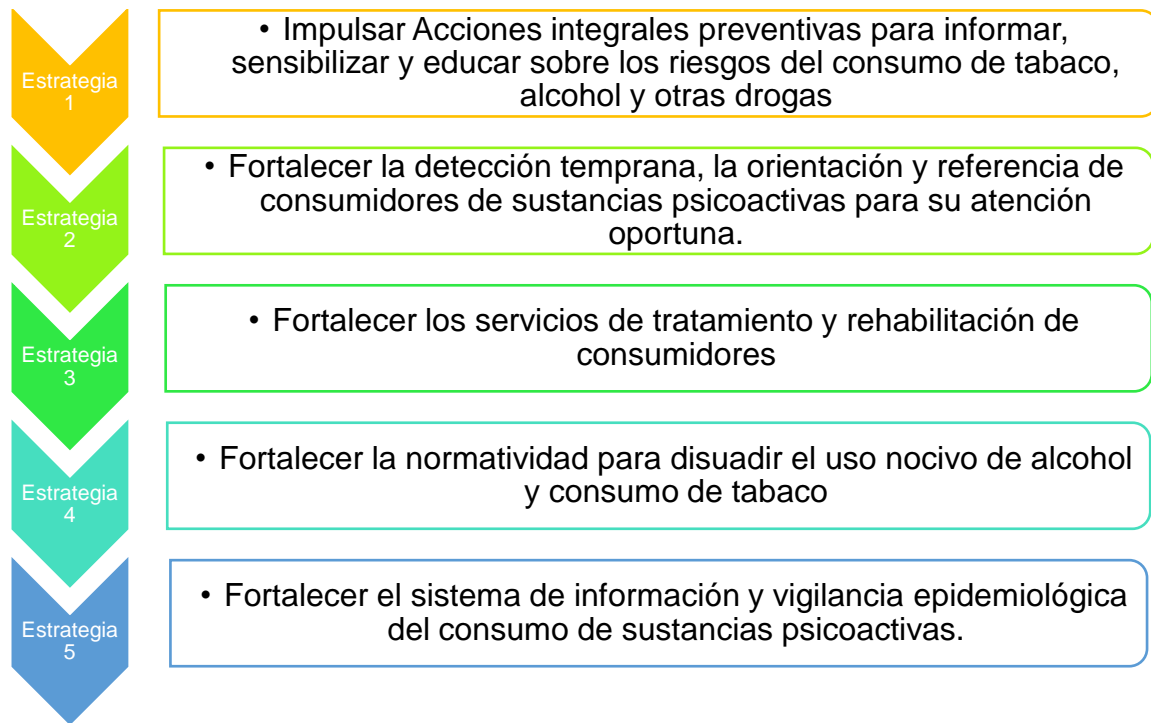 Estrategia
1
• Impulsar Acciones integrales preventivas para informar,
sensibilizar y educar sobre los riesgos del consumo de tabaco,
alcohol y otras drogas
Estrategia
2
• Fortalecer la detección temprana, la orientación y referencia de
consumidores de sustancias psicoactivas para su atención
oportuna.
Estrategia
3
• Fortalecer los servicios de tratamiento y rehabilitación de
consumidores
Estrategia
4
• Fortalecer la normatividad para disuadir el uso nocivo de alcohol
y consumo de tabaco
Estrategia
5
• Fortalecer el sistema de información y vigilancia epidemiológica
del consumo de sustancias psicoactivas.